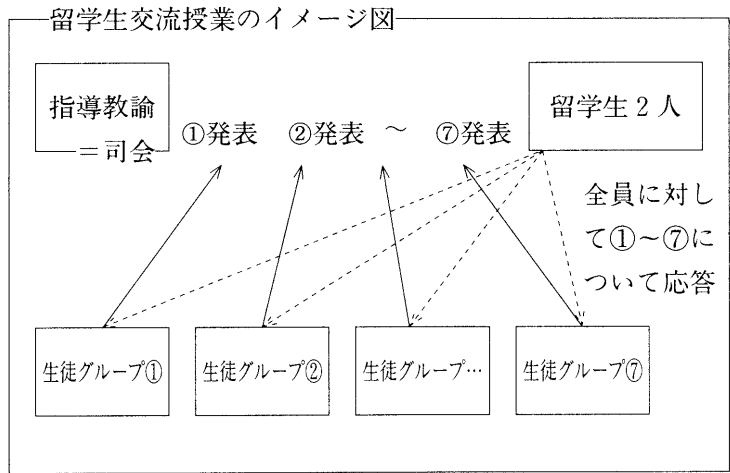 留学生交流授業のイメージ図
指導教諭
＝司会
①発表 ②発表 ～ ⑦発表
留学生2人
全員に対し
て①～⑦に
ついて応答
生徒グループ①
生徒グループ②
生徒グループ…
生徒グループ⑦